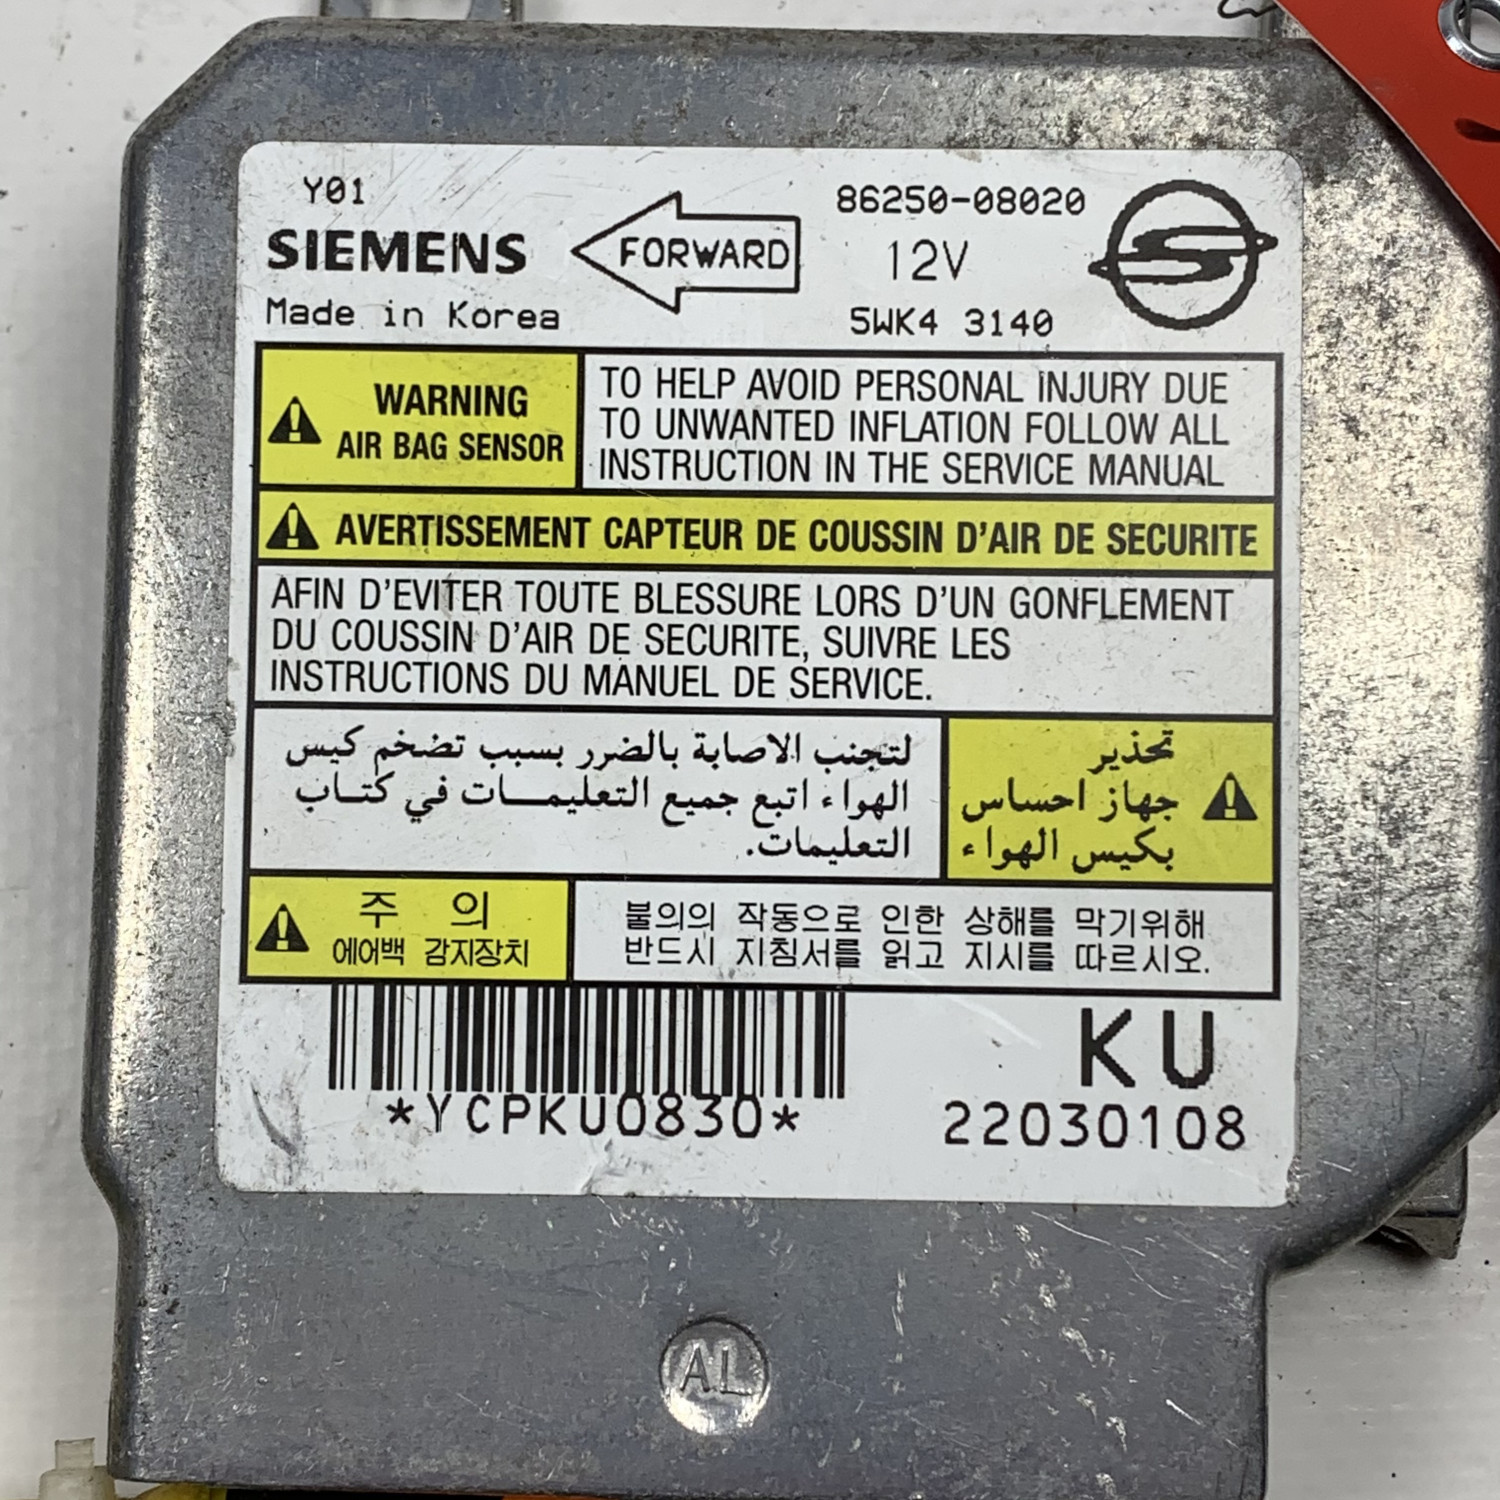 Y01
SIEMENS
Made in Korea
FORWARD
86250-08020
12V
5WK4 3140
WARNING
AIR BAG SENSOR
TO HELP AVOID PERSONAL INJURY DUE
TO UNWANTED INFLATION FOLLOW ALL
INSTRUCTION IN THE SERVICE MANUAL
AVERTISSEMENT CAPTEUR DE COUSSIN D'AIR DE SECURITE
AFIN D'EVITER TOUTE BLESSURE LORS D'UN GONFLEMENT
DU COUSSIN D'AIR DE SECURITE, SUIVRE LES
INSTRUCTIONS DU MANUEL DE SERVICE.
تحذير
جهاز احساس
بكيس الهواء
لتجنب الاصابة بالضرر بسبب تضخم كيس
الهواء اتبع جميع التعليمـــات في كتــاب
التعليمات.
주 의
에어백 감지장치
불의의 작동으로 인한 상해를 막기위해
반드시 지침서를 읽고 지시를 따르시오.
*YCPKU0830*
KU
22030108
AL